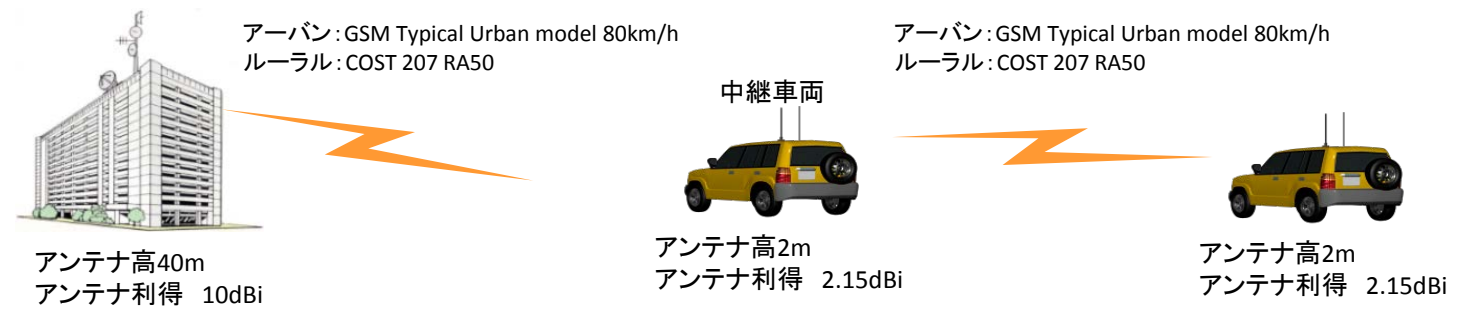 アーバン：GSM Typical Urban model 80km/h
ルーラル：COST 207 RA50
アーバン：GSM Typical Urban model 80km/h
ルーラル：COST 207 RA50
中継車両
アンテナ高40m
アンテナ利得　10dBi
アンテナ高2m
アンテナ利得　2.15dBi
アンテナ高2m
アンテナ利得　2.15dBi